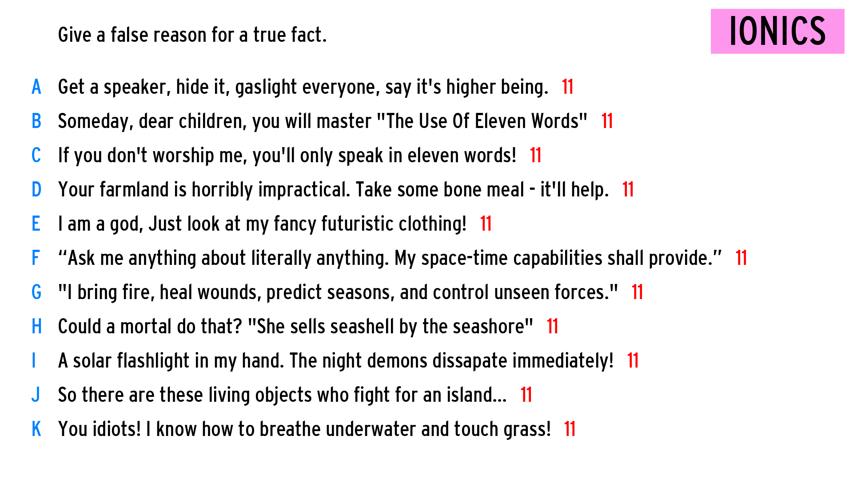 Give a false reason for a true fact.
IONICS
A Get a speaker, hide it, gaslight everyone, say it's higher being. 11
B Someday, dear children, you will master "The Use Of Eleven Words" 11
C If you don't worship me, you'll only speak in eleven words! 11
D Your farmland is horribly impractical. Take some bone meal - it'll help. 11
E I am a god, Just look at my fancy futuristic clothing! 11
F “Ask me anything about literally anything. My space-time capabilities shall provide.” 11
G "I bring fire, heal wounds, predict seasons, and control unseen forces." 11
H Could a mortal do that? "She sells seashell by the seashore" 11
I A solar flashlight in my hand. The night demons dissapate immediately! 11
J So there are these living objects who fight for an island... 11
K You idiots! I know how to breathe underwater and touch grass! 11